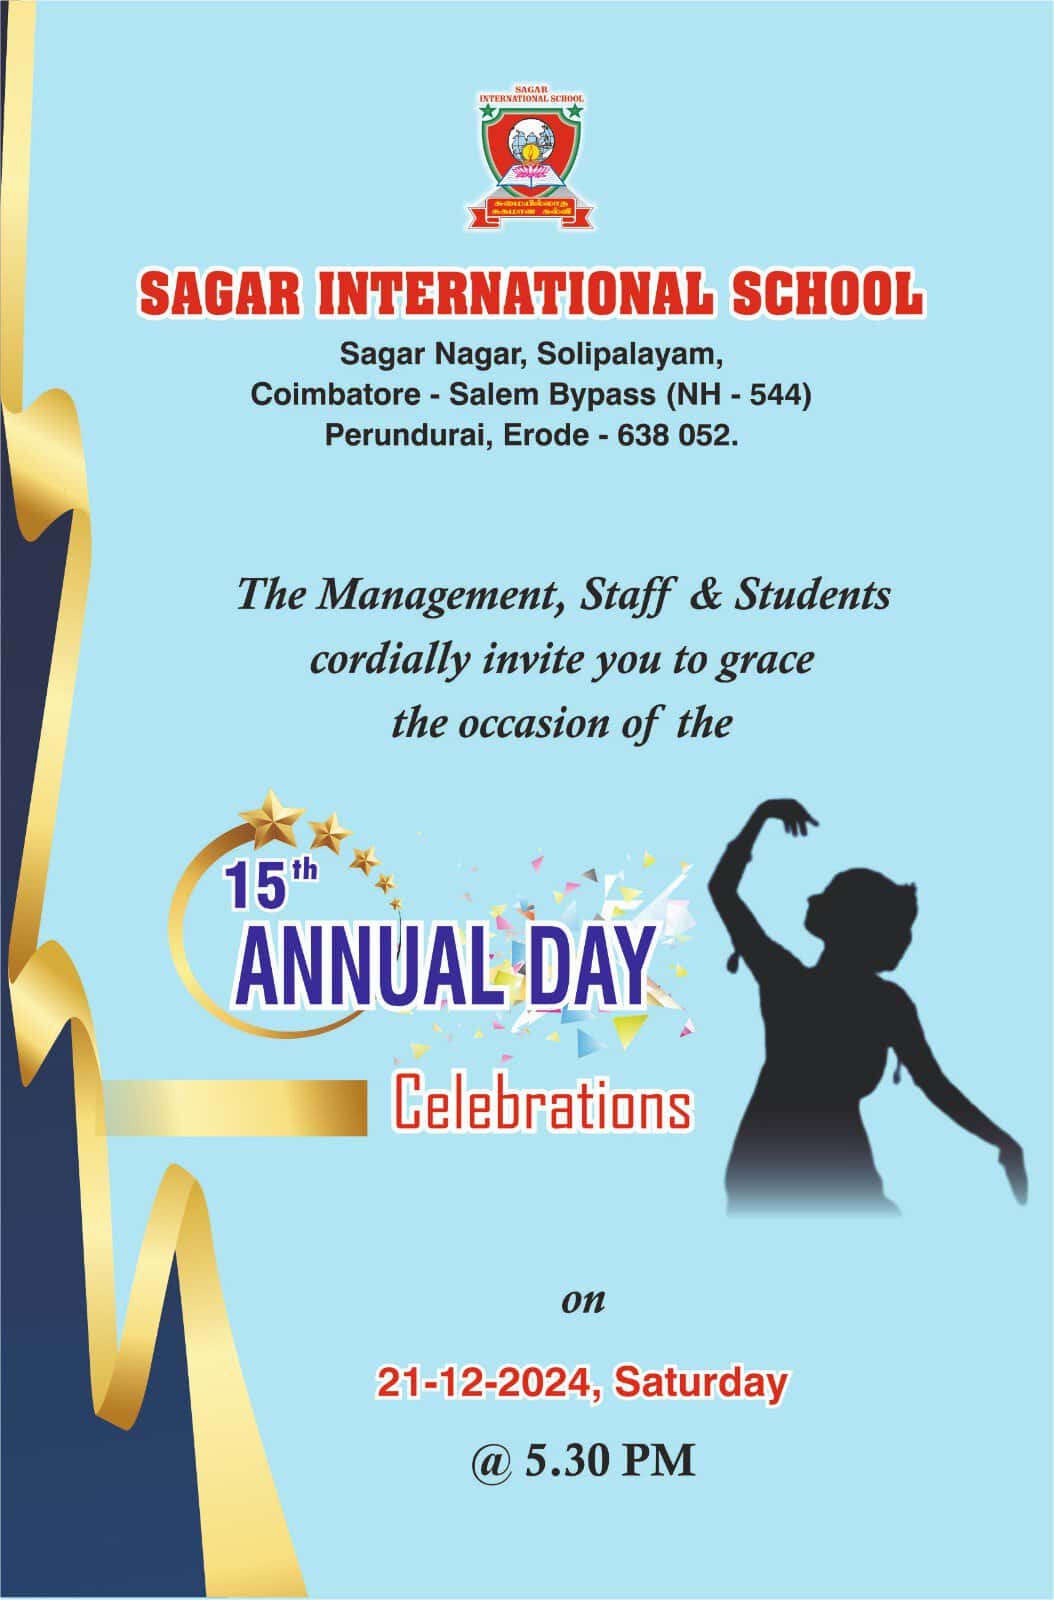 SAGAR
INTERNATIONAL SCHOOL
சுமையில்லாத
சுகமான கல்வி
SAGAR INTERNATIONAL SCHOOL
Sagar Nagar, Solipalayam,
Coimbatore - Salem Bypass (NH - 544)
Perundurai, Erode - 638 052.
The Management, Staff & Students
cordially invite you to grace
the occasion of the
15th
ANNUAL DAY
Celebrations
on
21-12-2024, Saturday
@ 5.30 PM